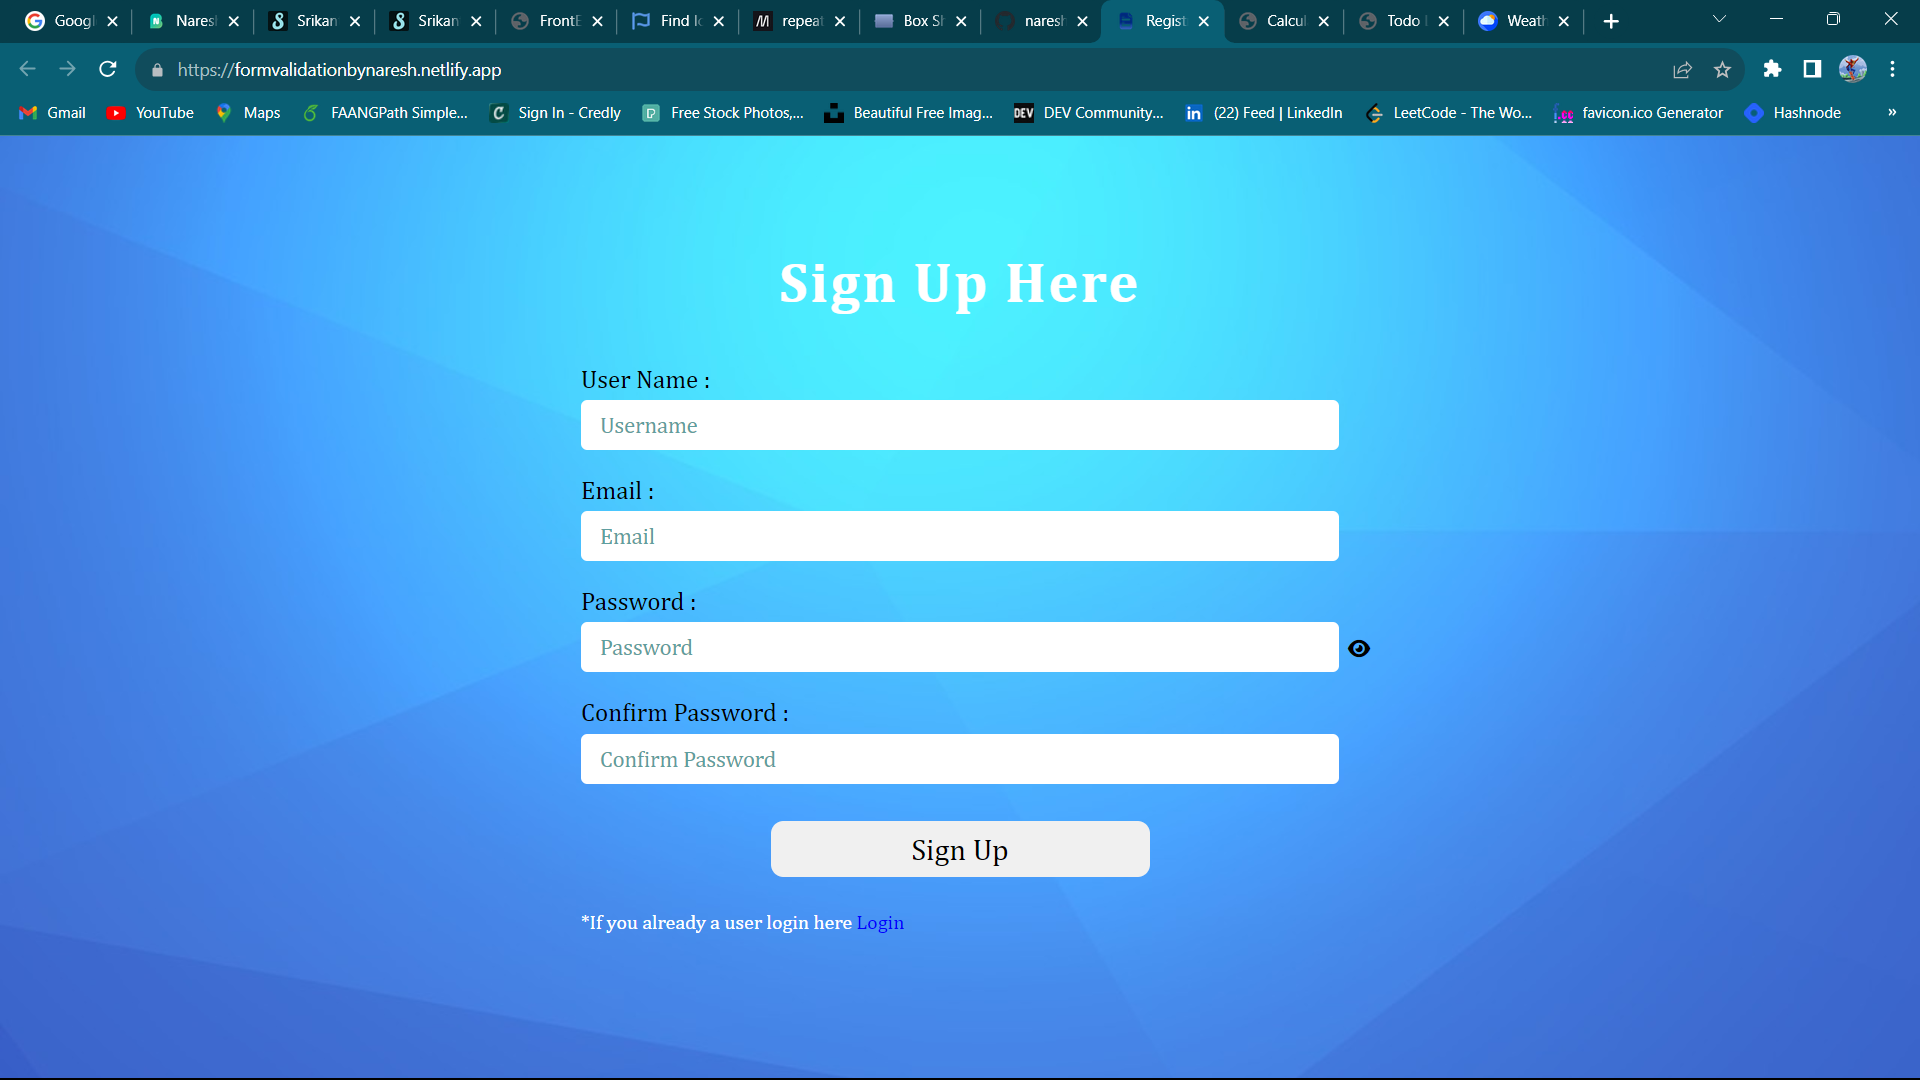 Googl Naresh Srikan Srikan FrontE Find Ic repeat Box Sh naresh Regist Calcul Todo Weath
https://formvalidationbynaresh.netlify.app
Gmail YouTube Maps FAANGPath Simple... Sign In - Credly Free Stock Photos,... Beautiful Free Imag... DEV DEV Community... in (22) Feed | LinkedIn LeetCode - The Wo... favicon.ico Generator Hashnode »
Sign Up Here
User Name :
Username
Email :
Email
Password :
Password
Confirm Password :
Confirm Password
Sign Up
*If you already a user login here Login